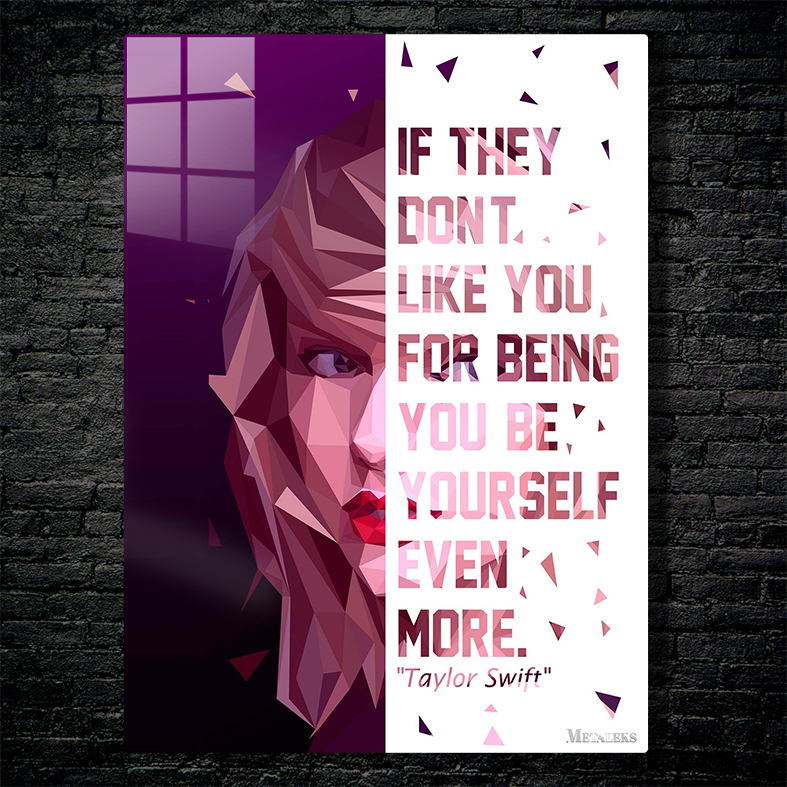 IF THEY
DONT
LIKE YOU
FOR BEING
YOU BE
YOURSELF
EVEN
MORE.
"Taylor Swift"
METALEKS